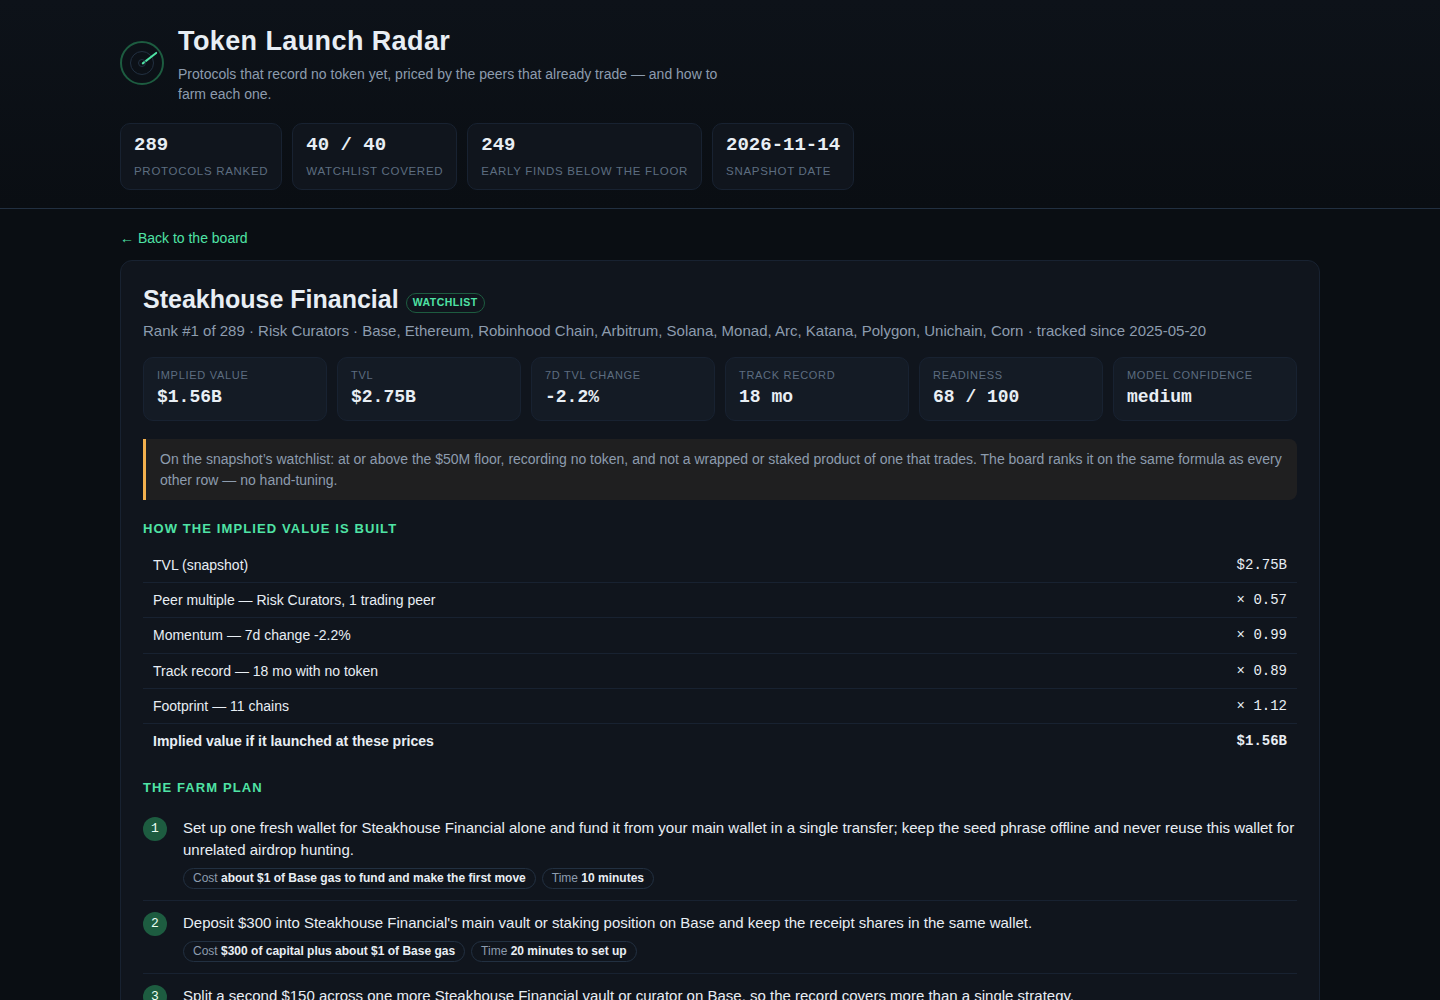 Token Launch Radar
Protocols that record no token yet, priced by the peers that already trade — and how to
farm each one.
289
PROTOCOLS RANKED
40 / 40
WATCHLIST COVERED
249
EARLY FINDS BELOW THE FLOOR
2026-11-14
SNAPSHOT DATE
← Back to the board
Steakhouse Financial WATCHLIST
Rank #1 of 289 · Risk Curators · Base, Ethereum, Robinhood Chain, Arbitrum, Solana, Monad, Arc, Katana, Polygon, Unichain, Corn · tracked since 2025-05-20
IMPLIED VALUE
$1.56B
TVL
$2.75B
7D TVL CHANGE
-2.2%
TRACK RECORD
18 mo
READINESS
68 / 100
MODEL CONFIDENCE
medium
On the snapshot's watchlist: at or above the $50M floor, recording no token, and not a wrapped or staked product of one that trades. The board ranks it on the same formula as every
other row — no hand-tuning.
HOW THE IMPLIED VALUE IS BUILT
TVL (snapshot) $2.75B
Peer multiple — Risk Curators, 1 trading peer × 0.57
Momentum — 7d change -2.2% × 0.99
Track record — 18 mo with no token × 0.89
Footprint — 11 chains × 1.12
Implied value if it launched at these prices $1.56B
THE FARM PLAN
1 Set up one fresh wallet for Steakhouse Financial alone and fund it from your main wallet in a single transfer; keep the seed phrase offline and never reuse this wallet for
unrelated airdrop hunting.
Cost about $1 of Base gas to fund and make the first move Time 10 minutes
2 Deposit $300 into Steakhouse Financial's main vault or staking position on Base and keep the receipt shares in the same wallet.
Cost $300 of capital plus about $1 of Base gas Time 20 minutes to set up
3 Split a second $150 across one more Steakhouse Financial vault or curator on Base, so the record covers more than a single strategy.